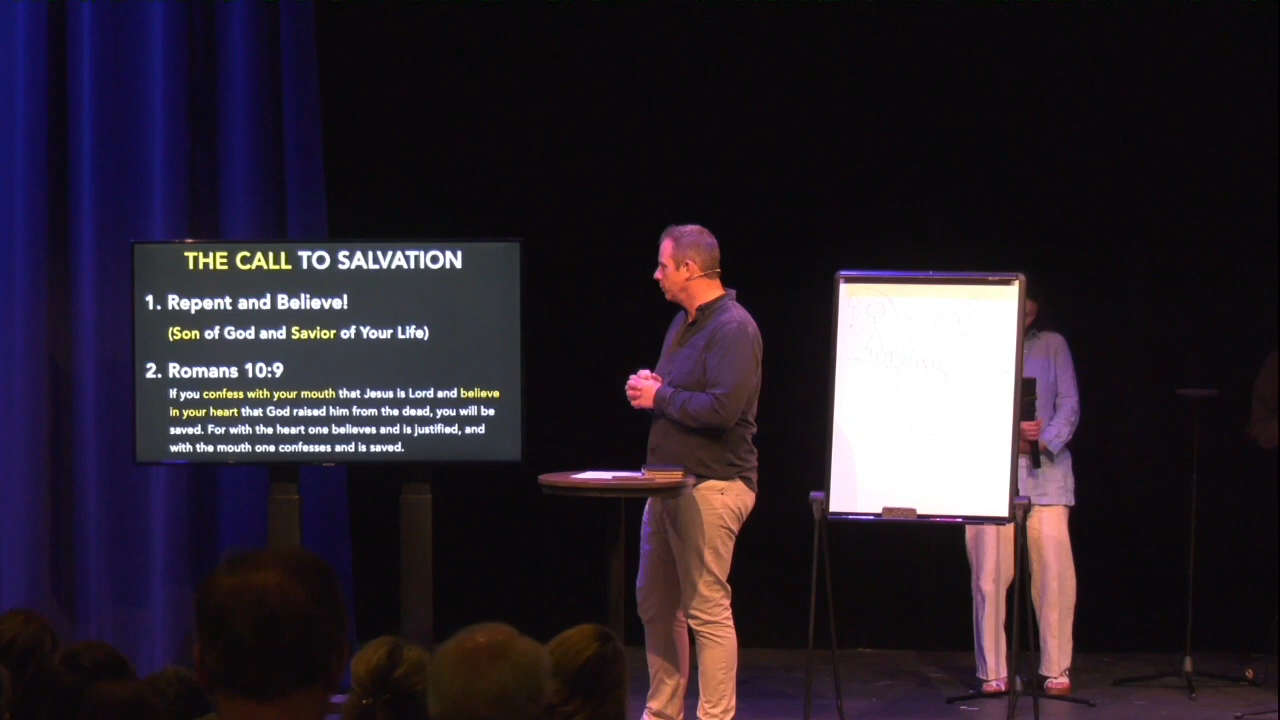 THE CALL TO SALVATION
1. Repent and Believe!
(Son of God and Savior of Your Life)
2. Romans 10:9
If you confess with your mouth that Jesus is Lord and believe
in your heart that God raised him from the dead, you will be
saved. For with the heart one believes and is justified, and
with the mouth one confesses and is saved.